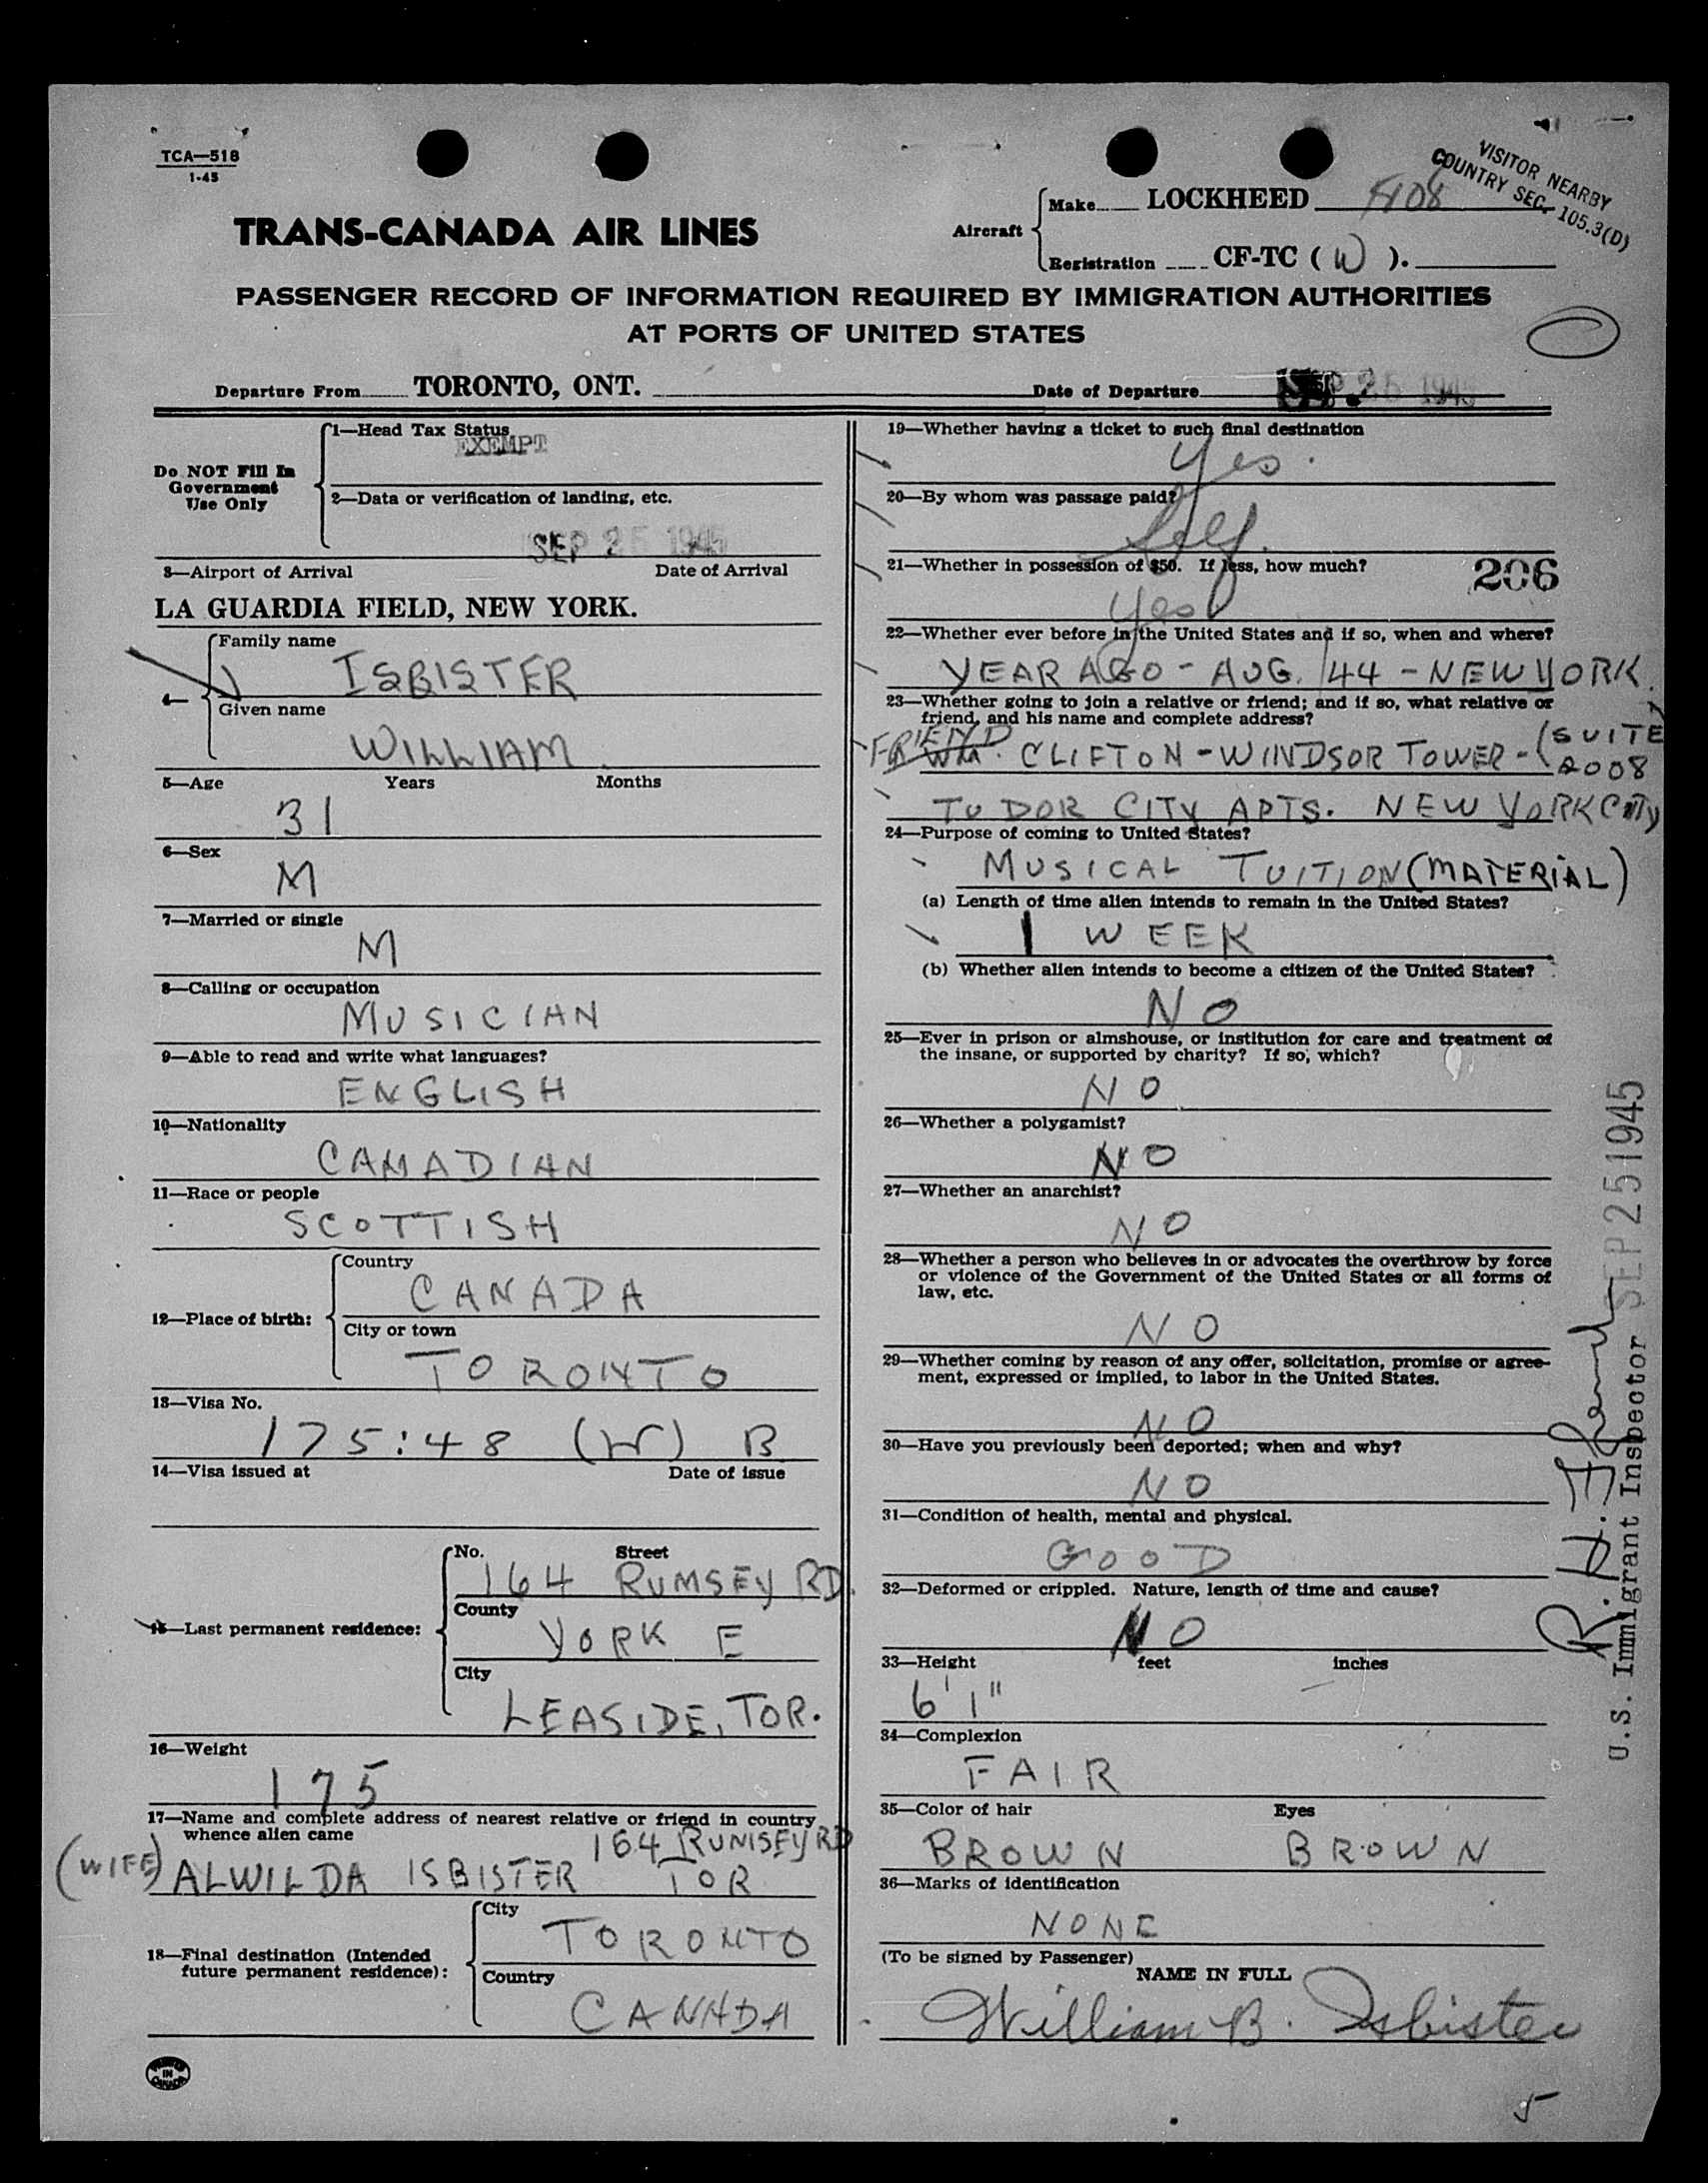 TCA—518
1-45
VISITOR NEARBY
COUNTRY SEC. 105.3(D)
TRANS-CANADA AIR LINES
Aircraft
Make LOCKHEED
Registration CF-TC ( W ).
PASSENGER RECORD OF INFORMATION REQUIRED BY IMMIGRATION AUTHORITIES
AT PORTS OF UNITED STATES
Departure From TORONTO, ONT.
Date of Departure SEP 25 1945
Do NOT Fill In
Government
Use Only
1—Head Tax Status
EXEMPT
2—Data or verification of landing, etc.
SEP 25 1945
3—Airport of Arrival Date of Arrival
LA GUARDIA FIELD, NEW YORK.
4—
Family name
ISBISTER
Given name
WILLIAM
5—Age Years Months
31
6—Sex
M
7—Married or single
M
8—Calling or occupation
MUSICIAN
9—Able to read and write what languages?
ENGLISH
10—Nationality
CANADIAN
11—Race or people
SCOTTISH
12—Place of birth:
Country
CANADA
City or town
TORONTO
13—Visa No.
175:48 (W) B
14—Visa issued at Date of issue
15—Last permanent residence:
No. Street
164 RUMSEY RD.
County
YORK E
City
LEASIDE, TOR.
16—Weight
175
17—Name and complete address of nearest relative or friend in country
whence alien came
164 RUMSEY RD
(WIFE) ALWILDA ISBISTER TOR
18—Final destination (Intended
future permanent residence):
City
TORONTO
Country
CANADA
PRINTED
IN
CANADA
19—Whether having a ticket to such final destination
Yes.
20—By whom was passage paid?
Self.
21—Whether in possession of $50. If less, how much?
206
Yes
22—Whether ever before in the United States and if so, when and where?
YEAR AGO - AUG. /44 - NEW YORK.
23—Whether going to join a relative or friend; and if so, what relative or
friend, and his name and complete address?
FRIEND
WM. CLIFTON - WINDSOR TOWER - (SUITE
2008
TUDOR CITY APTS. NEW YORK CITY
24—Purpose of coming to United States?
MUSICAL TUITION (MATERIAL)
(a) Length of time alien intends to remain in the United States?
1 WEEK
(b) Whether alien intends to become a citizen of the United States?
NO
25—Ever in prison or almshouse, or institution for care and treatment of
the insane, or supported by charity? If so, which?
NO
26—Whether a polygamist?
NO
27—Whether an anarchist?
NO
28—Whether a person who believes in or advocates the overthrow by force
or violence of the Government of the United States or all forms of
law, etc.
NO
29—Whether coming by reason of any offer, solicitation, promise or agree-
ment, expressed or implied, to labor in the United States.
NO
30—Have you previously been deported; when and why?
NO
31—Condition of health, mental and physical.
GOOD
32—Deformed or crippled. Nature, length of time and cause?
NO
33—Height feet inches
6' 1"
34—Complexion
FAIR
35—Color of hair Eyes
BROWN BROWN
36—Marks of identification
NONE
(To be signed by Passenger)
NAME IN FULL
William B. Isbister
R. H.
U.S. Immigrant Inspector SEP 25 1945
5